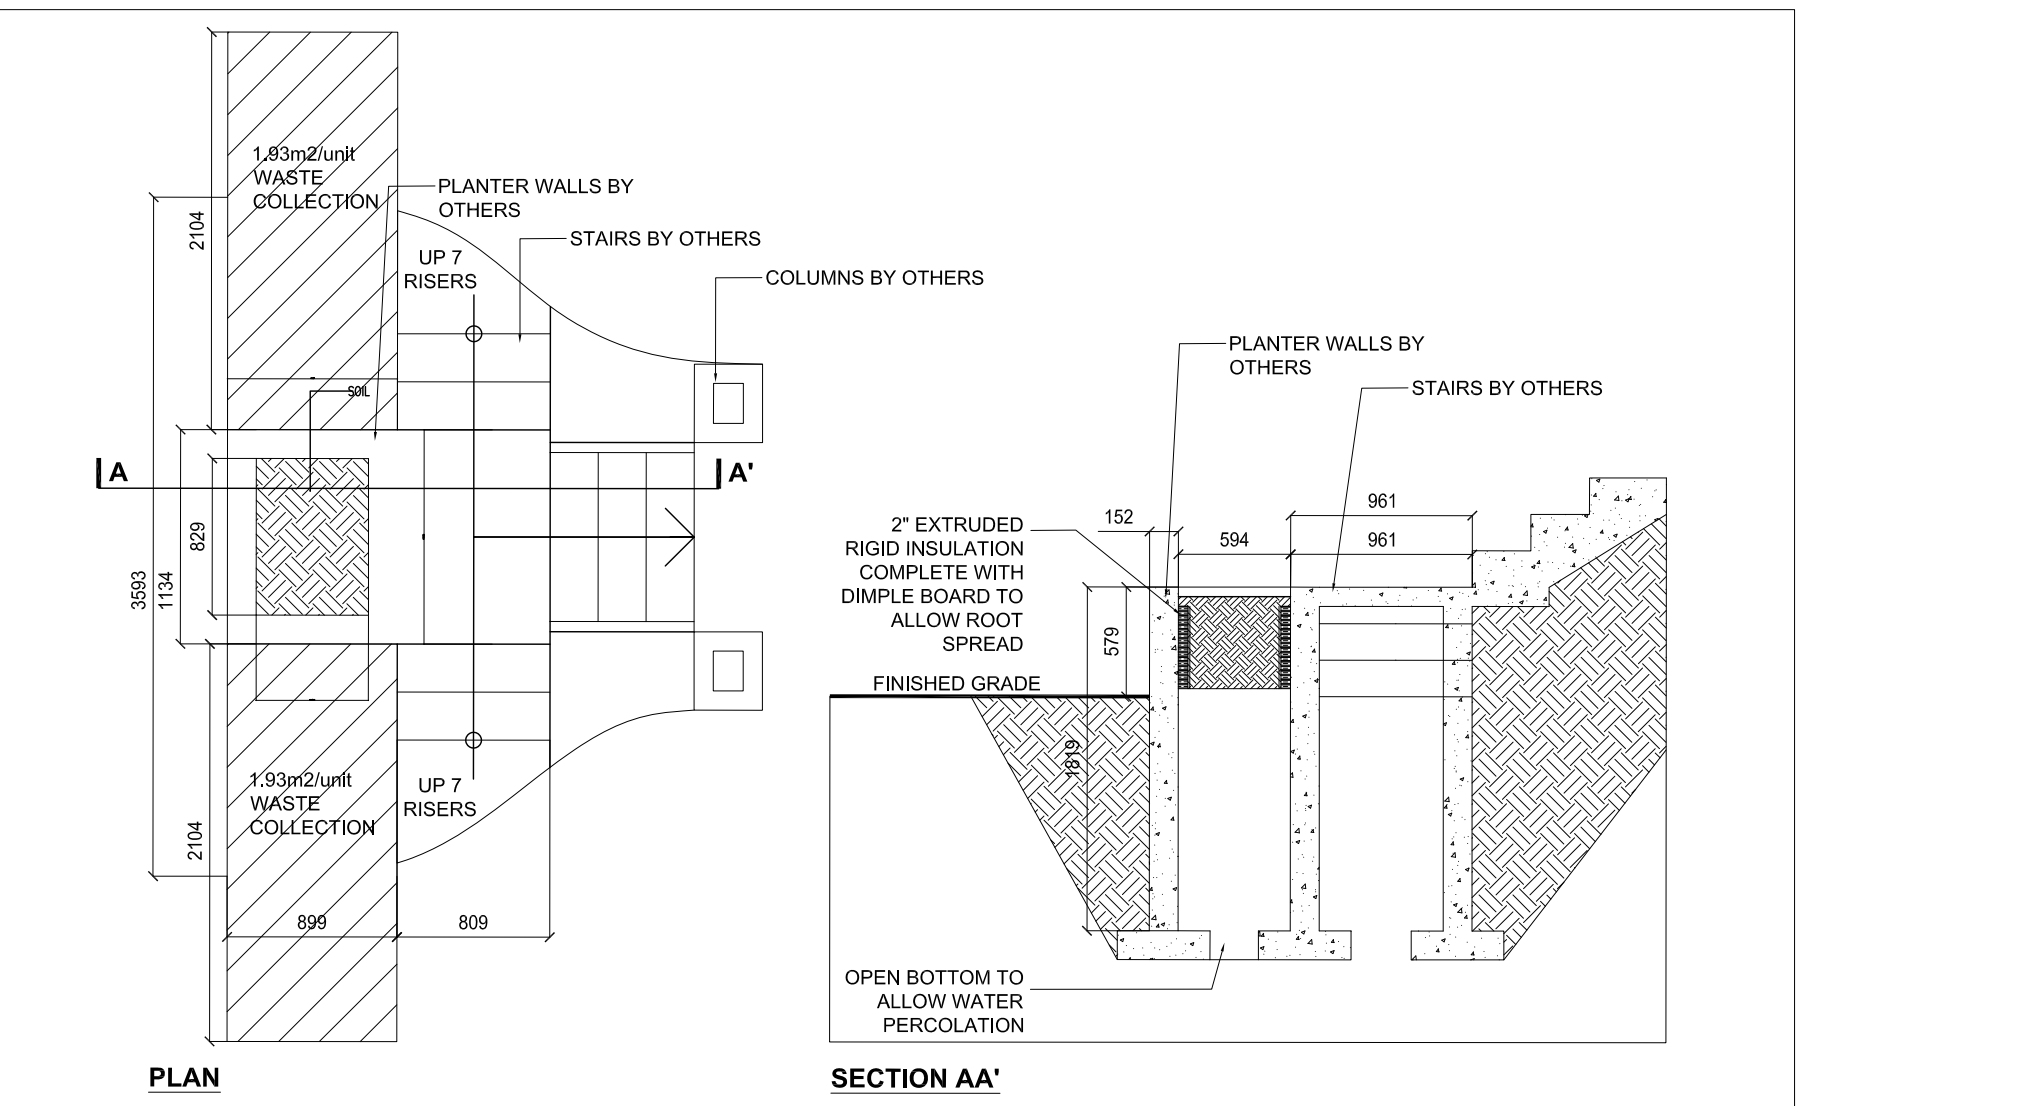 1.93m2/unit
WASTE
COLLECTION
2104
PLANTER WALLS BY
OTHERS
STAIRS BY OTHERS
UP 7
RISERS
COLUMNS BY OTHERS
SOIL
A
A'
829
3593
1134
1.93m2/unit
WASTE
COLLECTION
2104
UP 7
RISERS
899
809
PLAN
PLANTER WALLS BY
OTHERS
STAIRS BY OTHERS
961
152
594
961
2" EXTRUDED
RIGID INSULATION
COMPLETE WITH
DIMPLE BOARD TO
ALLOW ROOT
SPREAD
579
FINISHED GRADE
1819
OPEN BOTTOM TO
ALLOW WATER
PERCOLATION
SECTION AA'